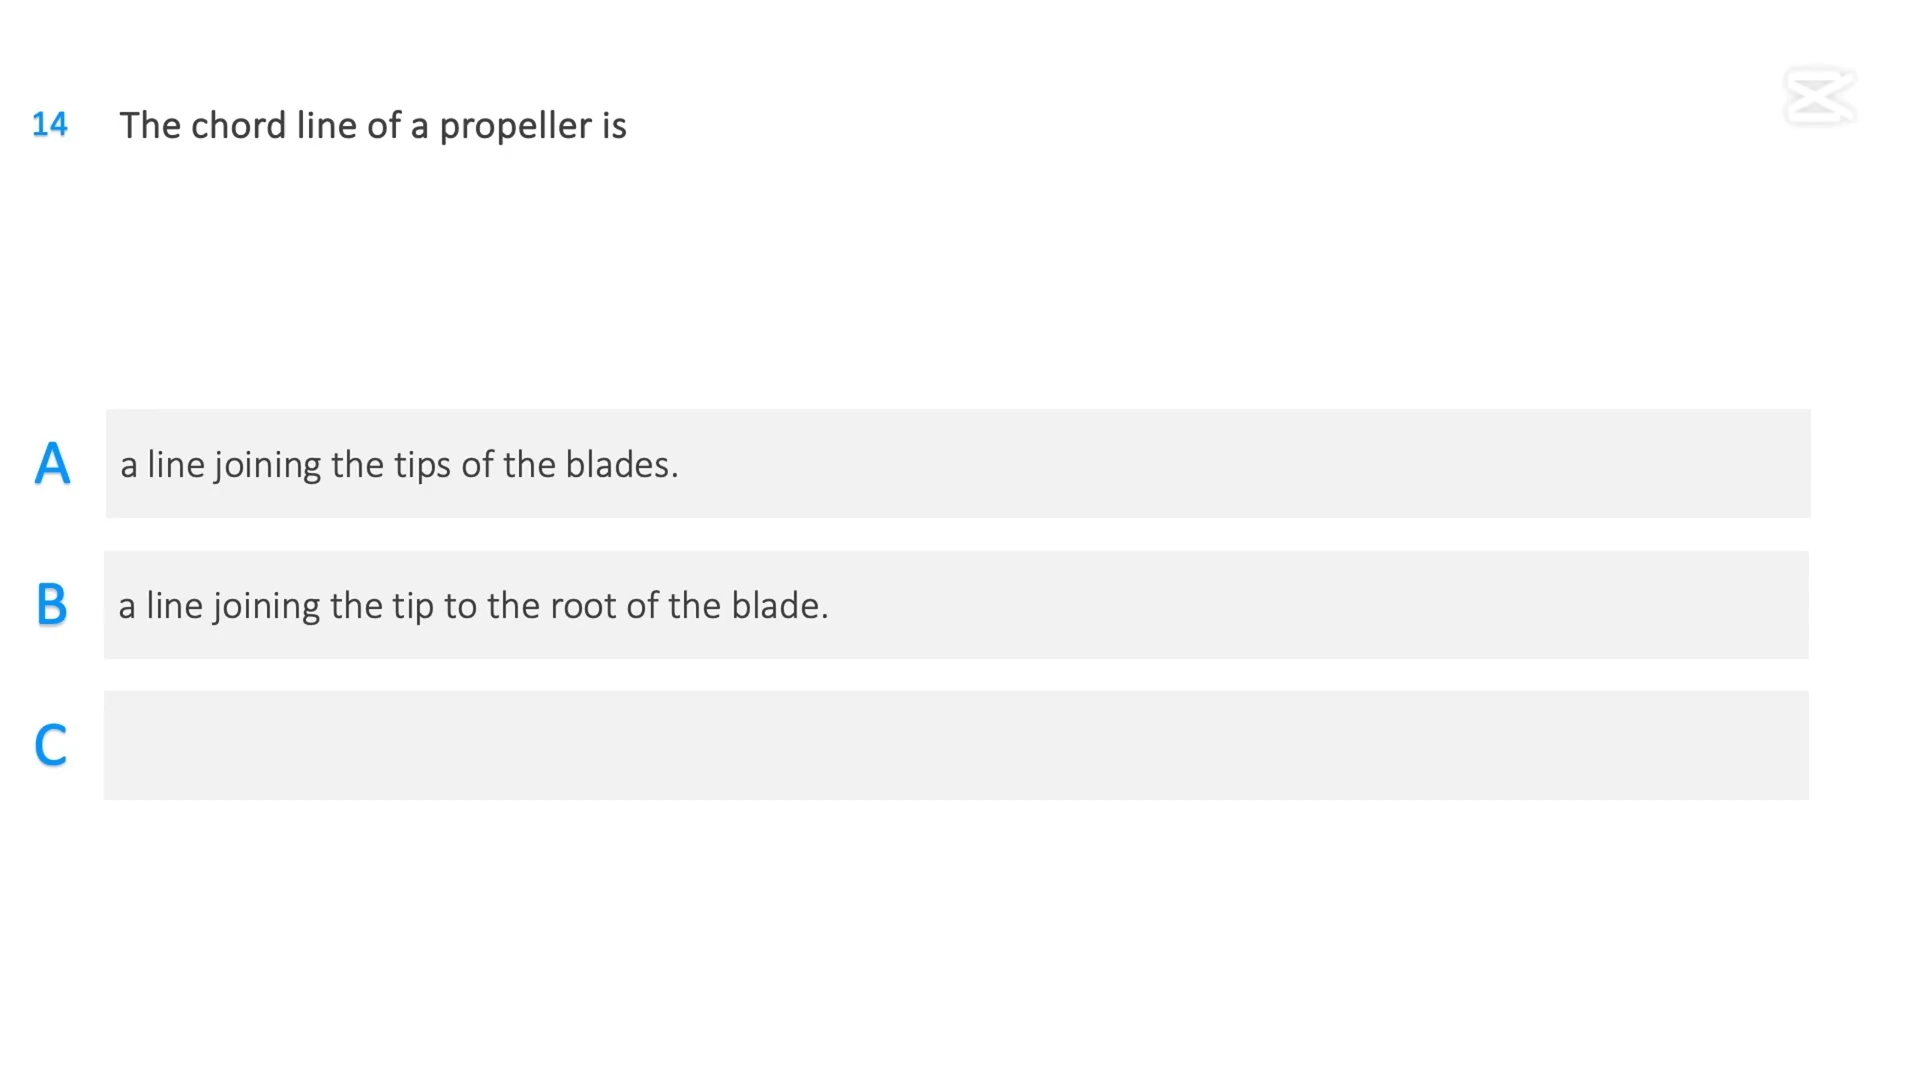 14 The chord line of a propeller is
A a line joining the tips of the blades.
B a line joining the tip to the root of the blade.
C